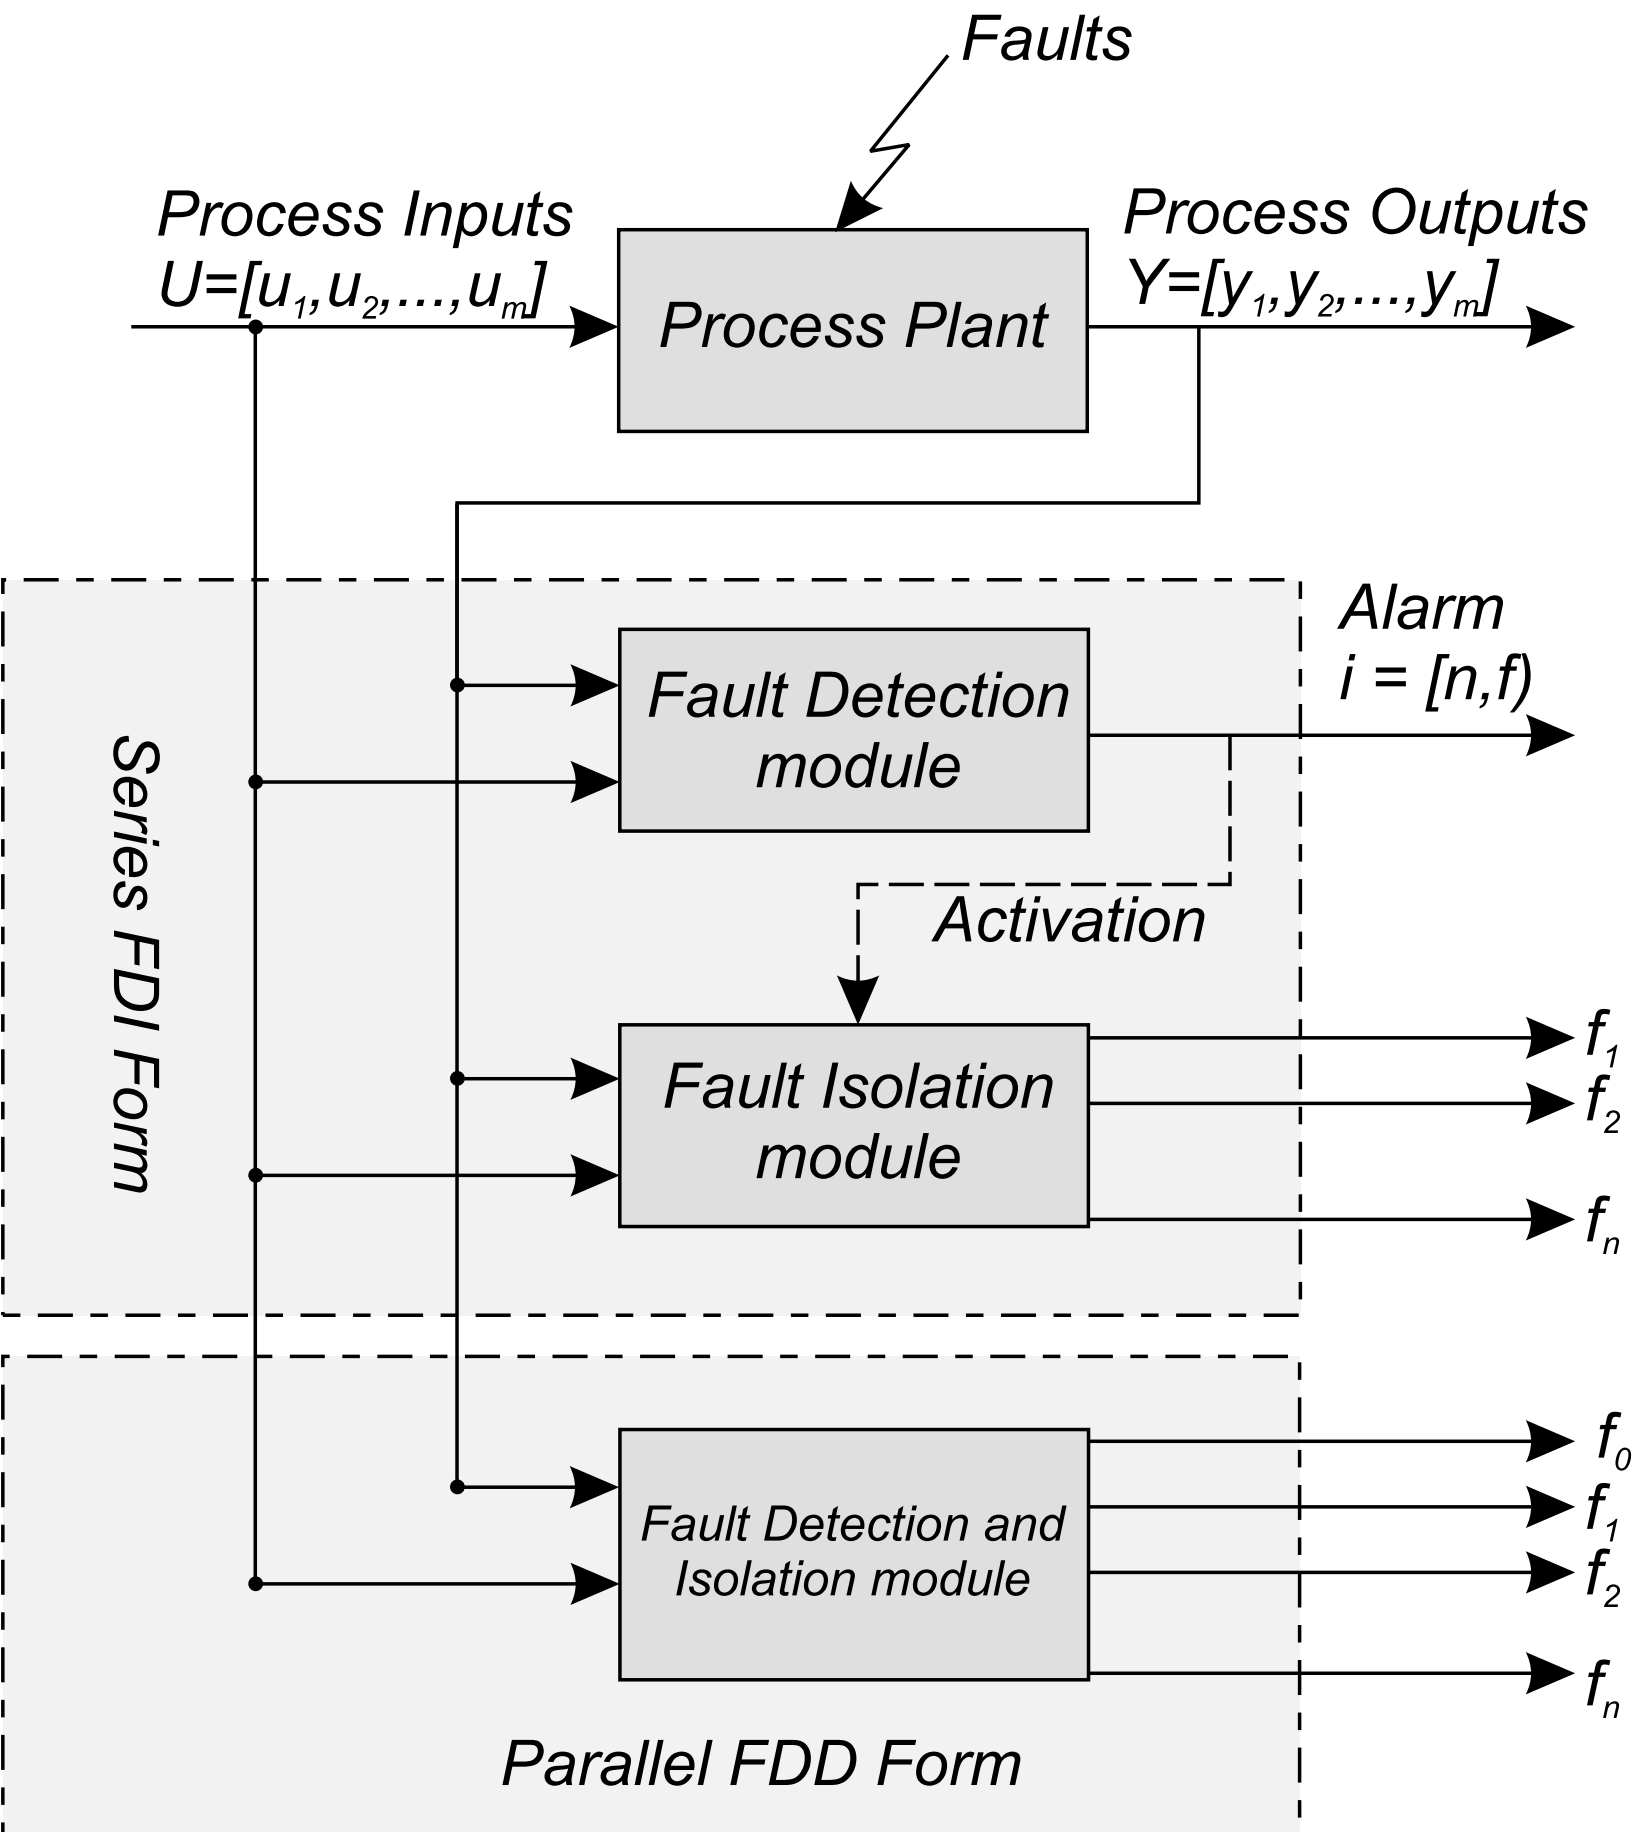 Faults
Process Inputs
U=[u₁,u₂,...,uₘ]
Process Plant
Process Outputs
Y=[y₁,y₂,...,yₘ]
Series FDI Form
Fault Detection
module
Alarm
i = [n,f)
Activation
Fault Isolation
module
f₁
f₂
fₙ
Fault Detection and
Isolation module
f₀
f₁
f₂
fₙ
Parallel FDD Form